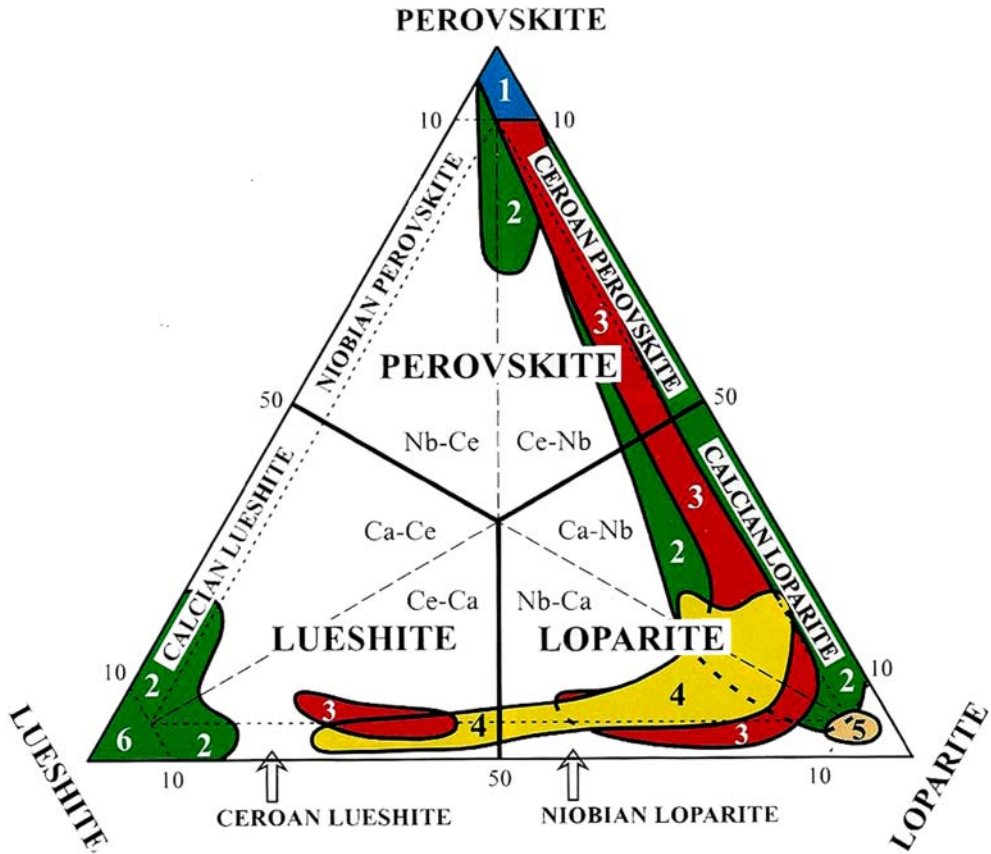 PEROVSKITE
1
10 10
NIOBIAN PEROVSKITE
CEROAN PEROVSKITE
2
3
PEROVSKITE
50 50
Nb-Ce Ce-Nb
CALCIAN LUESHITE
CALCIAN LOPARITE
3
Ca-Ce Ca-Nb
2
Ce-Ca Nb-Ca
LUESHITE LOPARITE
10 10
2 2
3 4 4
6 2 3 5
LUESHITE
LOPARITE
10 50 10
CEROAN LUESHITE NIOBIAN LOPARITE